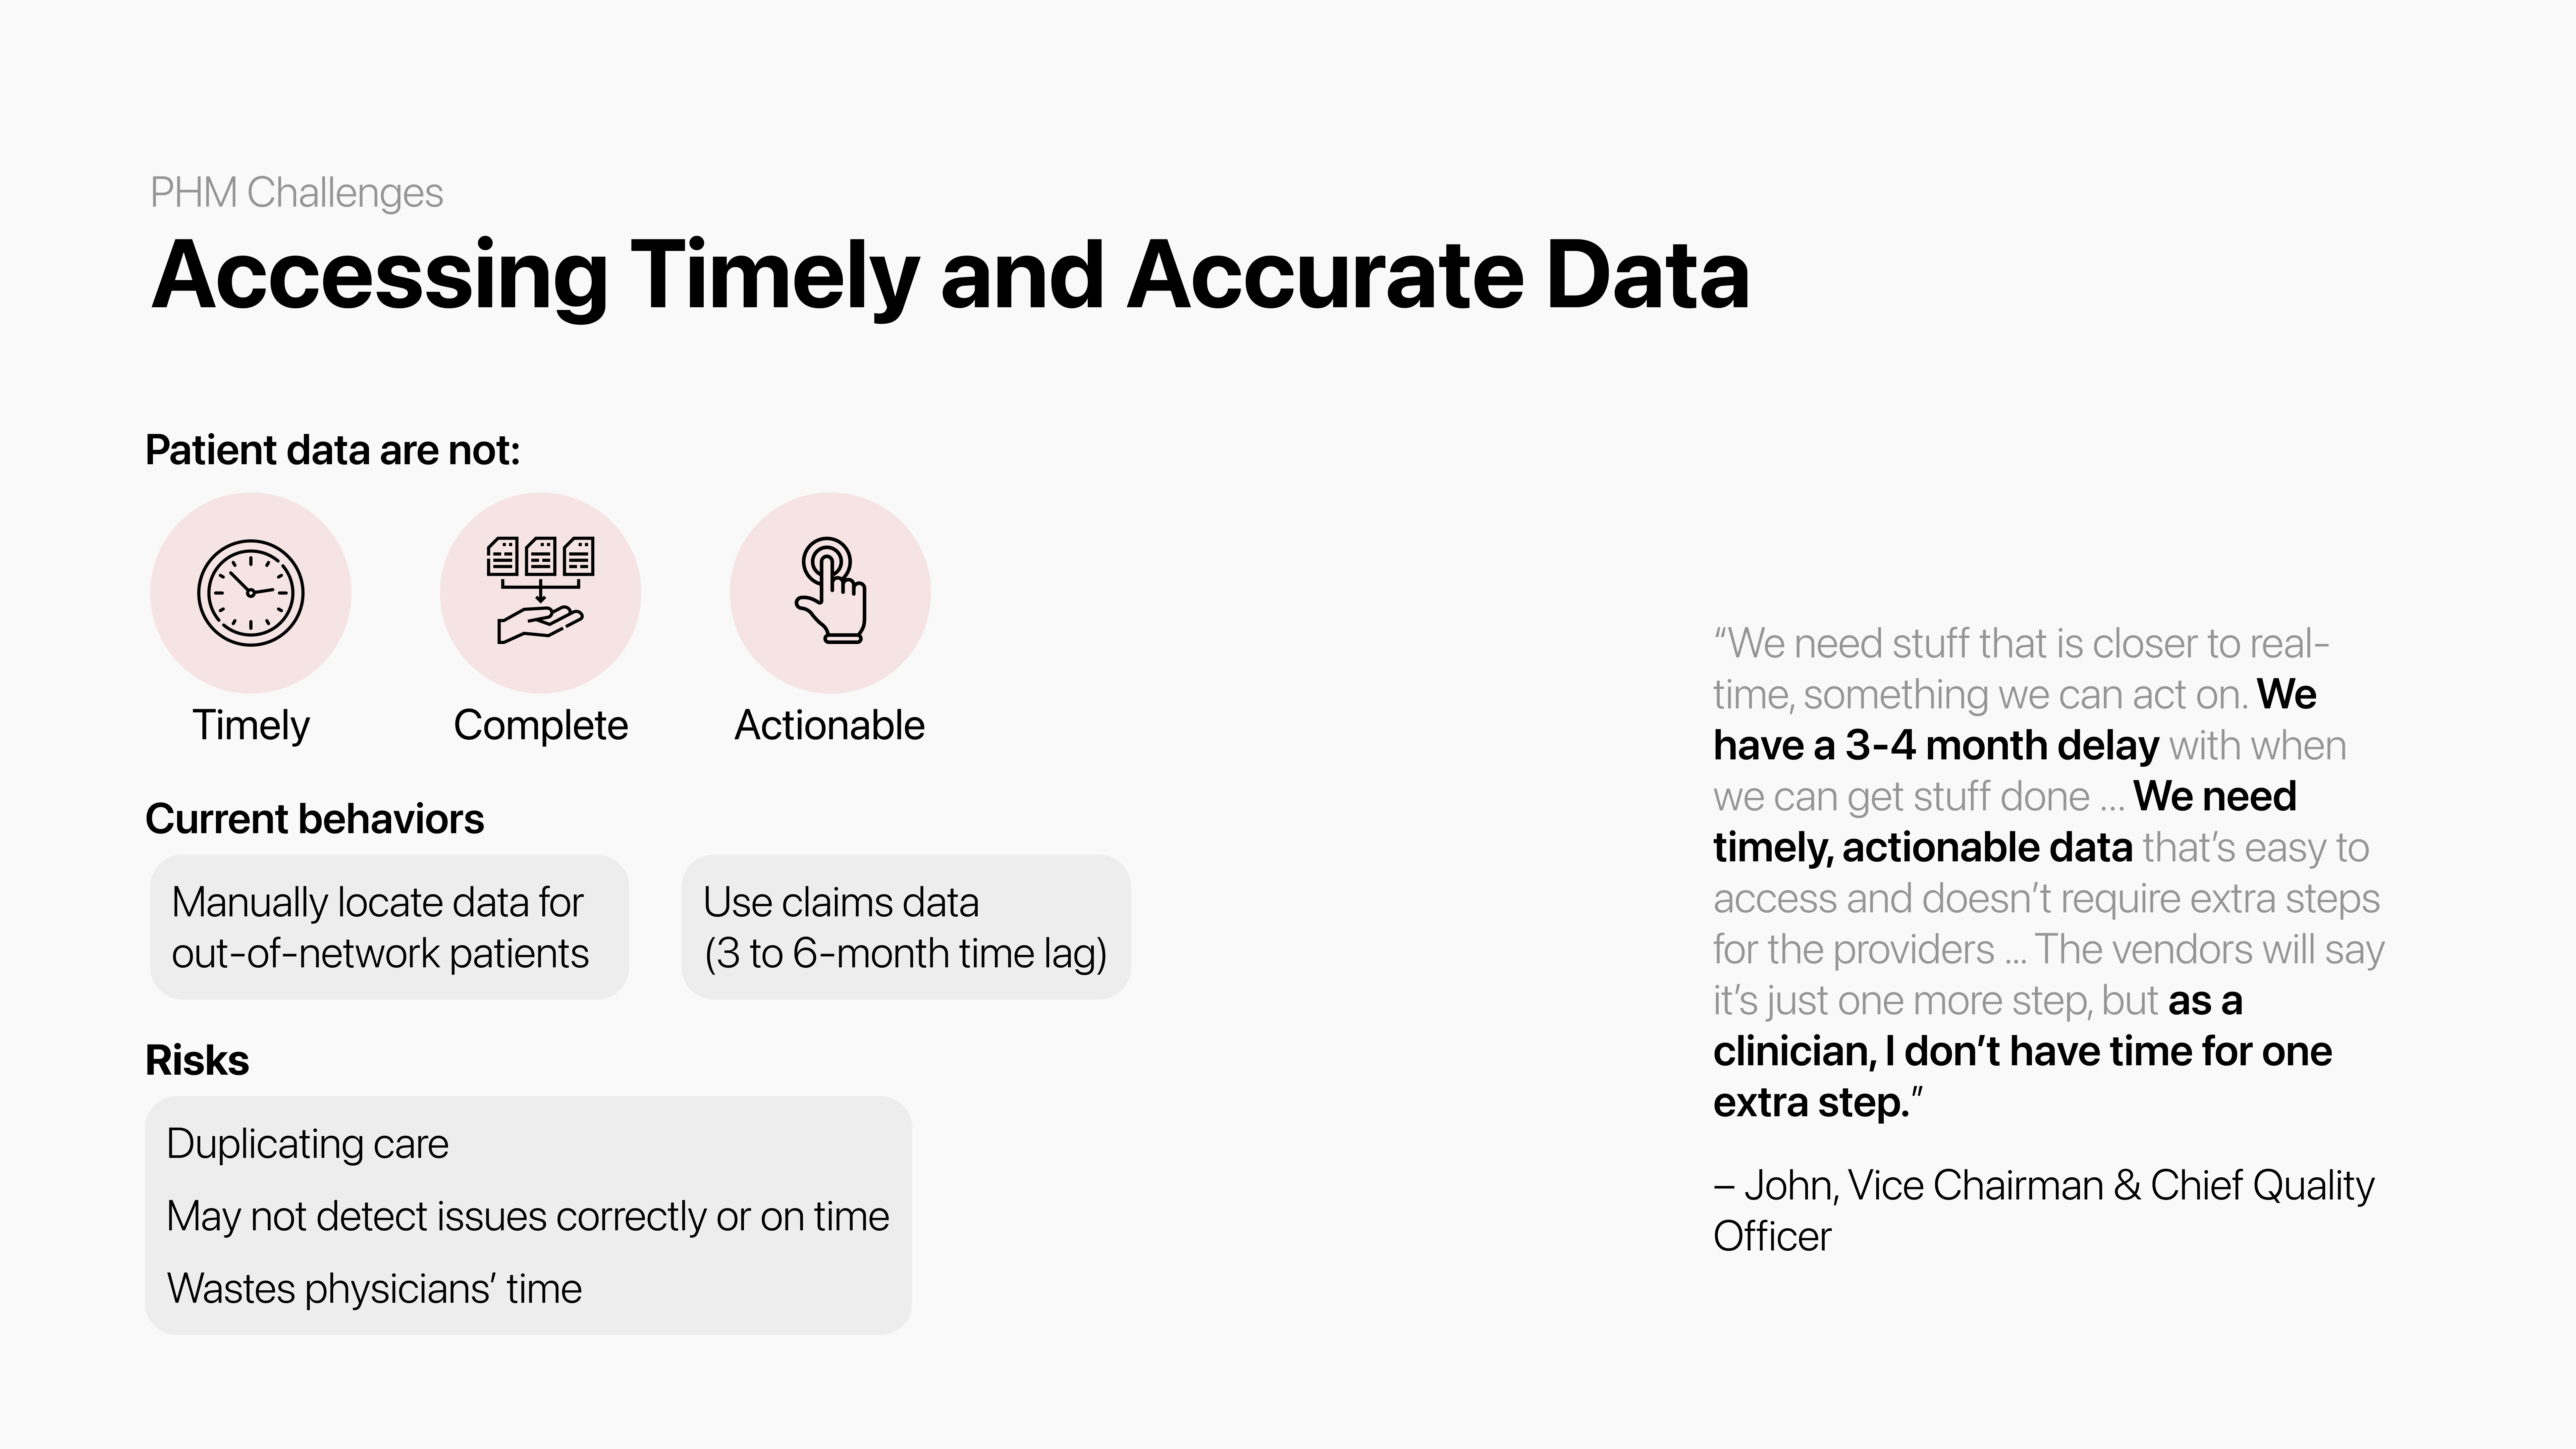 PHM Challenges
Accessing Timely and Accurate Data
Patient data are not:
Timely
Complete
Actionable
Current behaviors
Manually locate data for
out-of-network patients
Use claims data
(3 to 6-month time lag)
Risks
Duplicating care
May not detect issues correctly or on time
Wastes physicians’ time
“We need stuff that is closer to real-
time, something we can act on. We
have a 3-4 month delay with when
we can get stuff done ... We need
timely, actionable data that’s easy to
access and doesn’t require extra steps
for the providers ... The vendors will say
it’s just one more step, but as a
clinician, I don’t have time for one
extra step.”
– John, Vice Chairman & Chief Quality
Officer